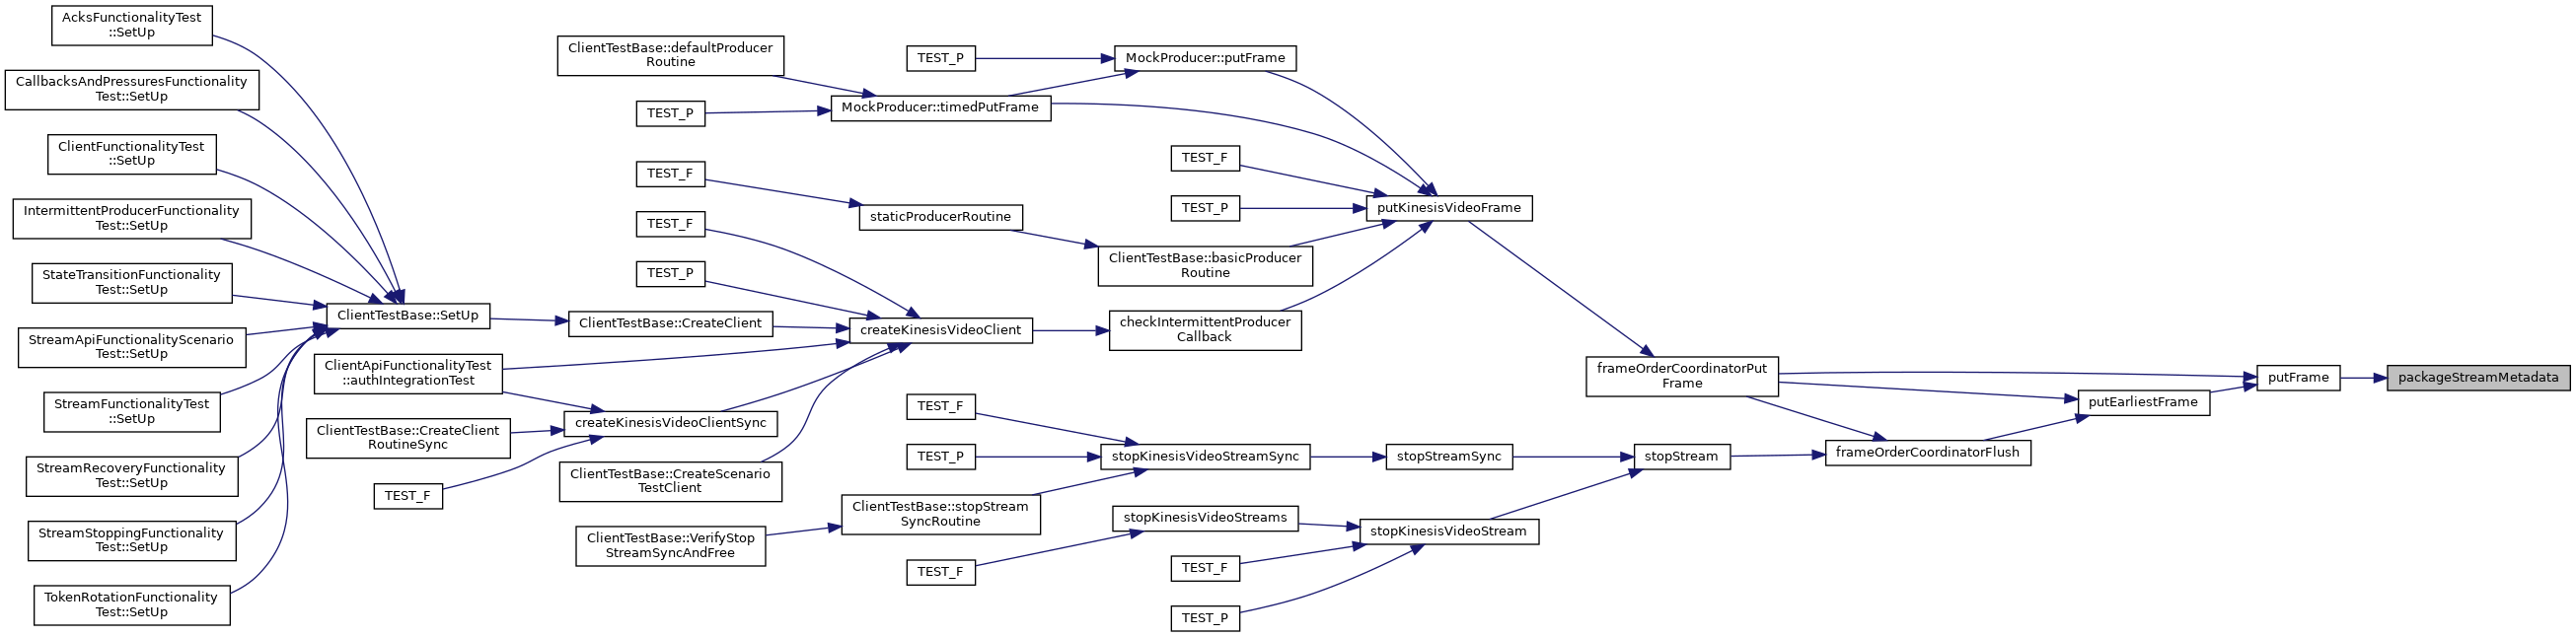 AcksFunctionalityTest
::SetUp
CallbacksAndPressuresFunctionality
Test::SetUp
ClientFunctionalityTest
::SetUp
IntermittentProducerFunctionality
Test::SetUp
StateTransitionFunctionality
Test::SetUp
StreamApiFunctionalityScenario
Test::SetUp
StreamFunctionalityTest
::SetUp
StreamRecoveryFunctionality
Test::SetUp
StreamStoppingFunctionality
Test::SetUp
TokenRotationFunctionality
Test::SetUp
ClientTestBase::SetUp
ClientApiFunctionalityTest
::authIntegrationTest
ClientTestBase::CreateClient
RoutineSync
TEST_F
ClientTestBase::defaultProducer
Routine
TEST_P
TEST_F
TEST_F
TEST_P
ClientTestBase::CreateClient
createKinesisVideoClientSync
ClientTestBase::CreateScenario
TestClient
ClientTestBase::VerifyStop
StreamSyncAndFree
TEST_P
MockProducer::timedPutFrame
staticProducerRoutine
createKinesisVideoClient
TEST_F
TEST_P
ClientTestBase::stopStream
SyncRoutine
TEST_F
MockProducer::putFrame
TEST_F
TEST_P
ClientTestBase::basicProducer
Routine
checkIntermittentProducer
Callback
stopKinesisVideoStreamSync
stopKinesisVideoStreams
TEST_F
TEST_P
putKinesisVideoFrame
stopStreamSync
stopKinesisVideoStream
frameOrderCoordinatorPut
Frame
stopStream
frameOrderCoordinatorFlush
putEarliestFrame
putFrame
packageStreamMetadata